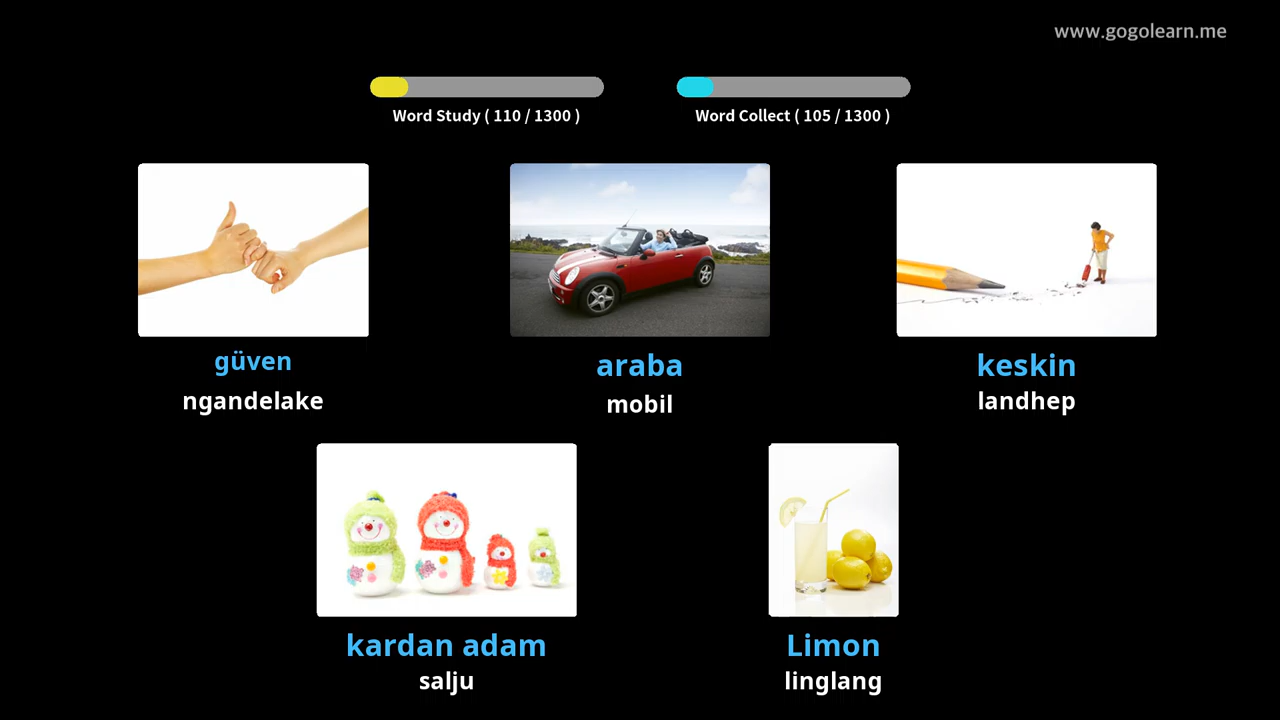 www.gogolearn.me
Word Study ( 110 / 1300 )
Word Collect ( 105 / 1300 )
güven
araba
keskin
ngandelake
mobil
landhep
kardan adam
Limon
salju
linglang